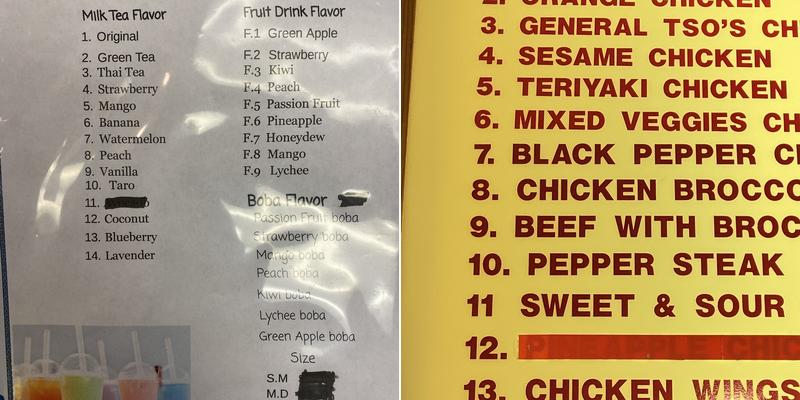 Milk Tea Flavor
1. Original
2. Green Tea
3. Thai Tea
4. Strawberry
5. Mango
6. Banana
7. Watermelon
8. Peach
9. Vanilla
10. Taro
11.
12. Coconut
13. Blueberry
14. Lavender
Fruit Drink Flavor
F.1 Green Apple
F.2 Strawberry
F.3 Kiwi
F.4 Peach
F.5 Passion Fruit
F.6 Pineapple
F.7 Honeydew
F.8 Mango
F.9 Lychee
Boba Flavor
Passion Fruit boba
Strawberry boba
Mango boba
Peach boba
Kiwi boba
Lychee boba
Green Apple boba
Size
S.M
M.D
2. ORANGE CHICKEN
3. GENERAL TSO'S CH
4. SESAME CHICKEN
5. TERIYAKI CHICKEN
6. MIXED VEGGIES CH
7. BLACK PEPPER C
8. CHICKEN BROCCO
9. BEEF WITH BROC
10. PEPPER STEAK
11 SWEET & SOUR
12.
13. CHICKEN WINGS